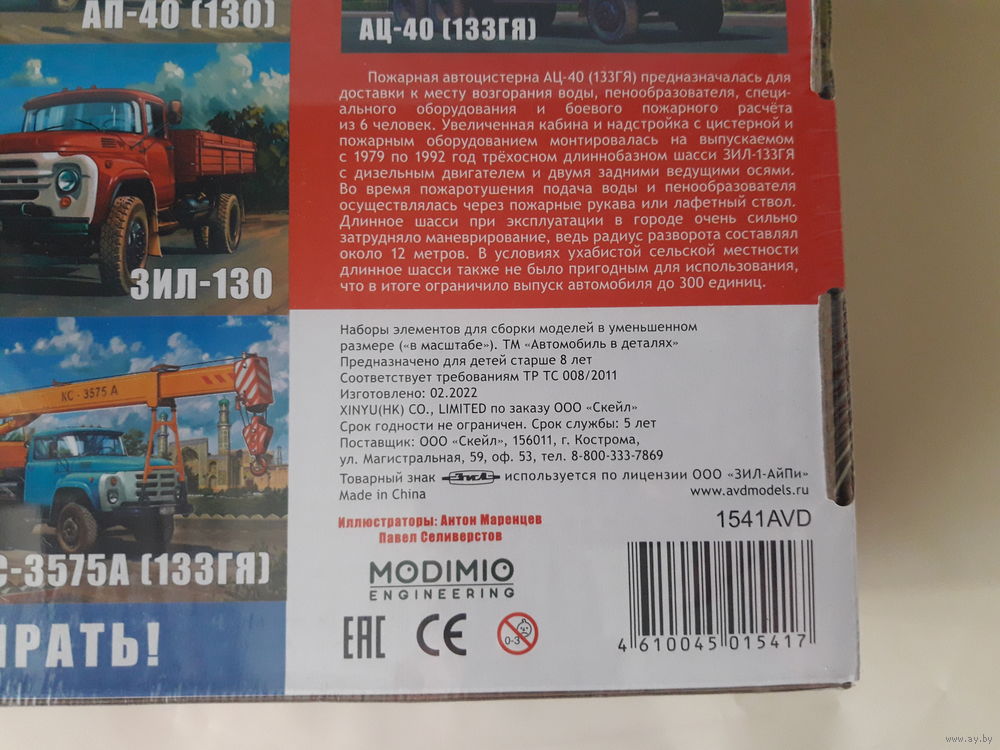 АП-40 (130)
АЦ-40 (133ГЯ)
Пожарная автоцистерна АЦ-40 (133ГЯ) предназначалась для
доставки к месту возгорания воды, пенообразователя, специ-
ального оборудования и боевого пожарного расчёта
из 6 человек. Увеличенная кабина и надстройка с цистерной и
пожарным оборудованием монтировалась на выпускаемом
с 1979 по 1992 год трёхосном длиннобазном шасси ЗИЛ-133ГЯ
с дизельным двигателем и двумя задними ведущими осями.
Во время пожаротушения подача воды и пенообразователя
осуществлялась через пожарные рукава или лафетный ствол.
Длинное шасси при эксплуатации в городе очень сильно
затрудняло маневрирование, ведь радиус разворота составлял
около 12 метров. В условиях ухабистой сельской местности
длинное шасси также не было пригодным для использования,
что в итоге ограничило выпуск автомобиля до 300 единиц.
ЗИЛ-130
КС - 3575 А
С-3575А (133ГЯ)
ИРАТЬ!
Наборы элементов для сборки моделей в уменьшенном
размере («в масштабе»). ТМ «Автомобиль в деталях»
Предназначено для детей старше 8 лет
Соответствует требованиям ТР ТС 008/2011
Изготовлено: 02.2022
XINYU(HK) CO., LIMITED по заказу ООО «Скейл»
Срок годности не ограничен. Срок службы: 5 лет
Поставщик: ООО «Скейл», 156011, г. Кострома,
ул. Магистральная, 59, оф. 53, тел. 8-800-333-7869
Товарный знак ЗИЛ используется по лицензии ООО «ЗИЛ-АйПи»
Made in China
www.avdmodels.ru
Иллюстраторы: Антон Маренцев
Павел Селиверстов
1541AVD
MODIMIO
ENGINEERING
EAC CE 0-3
4 610045 015417
www.ay.by